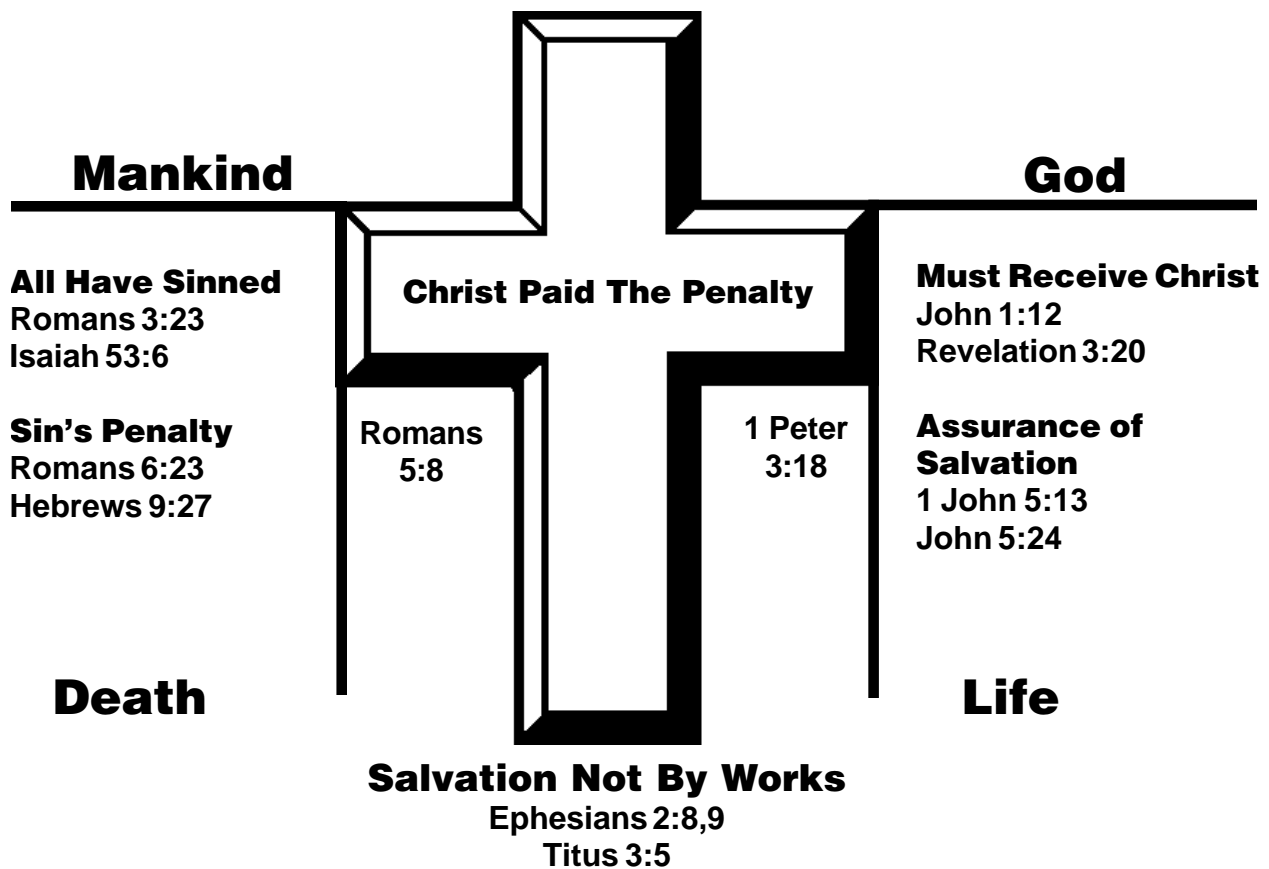 Mankind
God
All Have Sinned
Romans 3:23
Isaiah 53:6
Sin's Penalty
Romans 6:23
Hebrews 9:27
Death
Christ Paid The Penalty
Romans
5:8
1 Peter
3:18
Must Receive Christ
John 1:12
Revelation 3:20
Assurance of
Salvation
1 John 5:13
John 5:24
Life
Salvation Not By Works
Ephesians 2:8,9
Titus 3:5